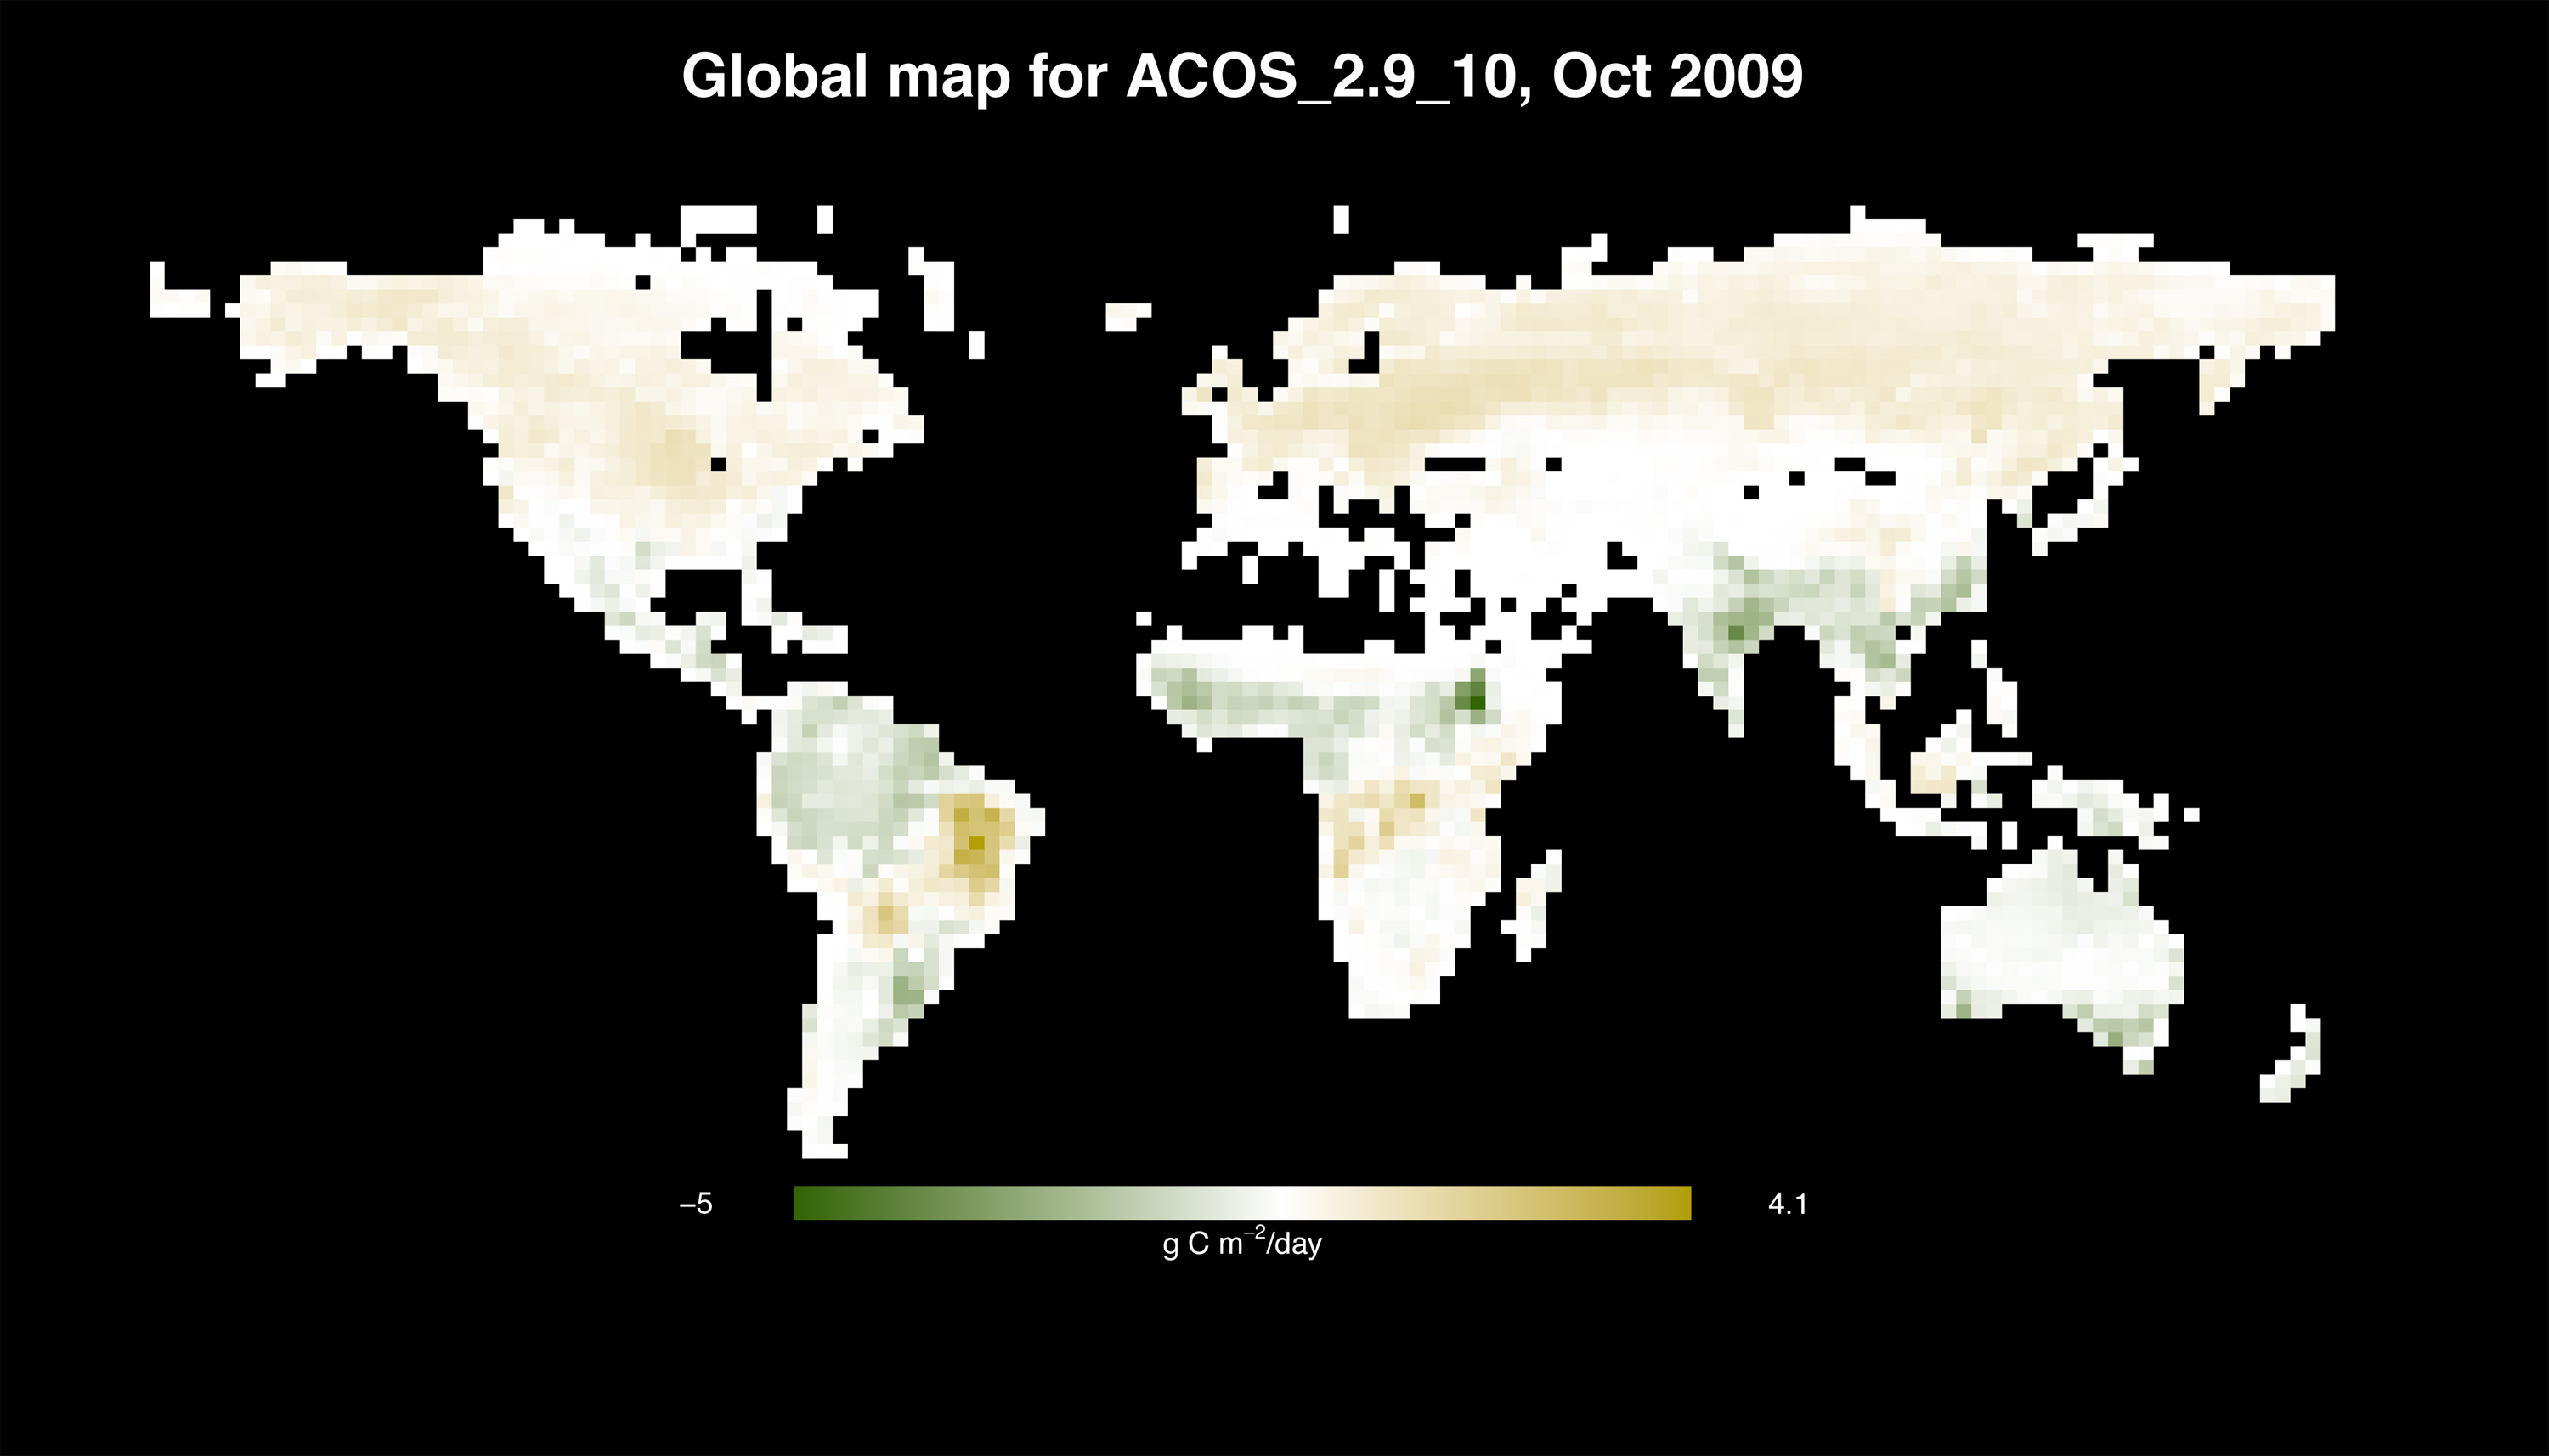 Global map for ACOS_2.9_10, Oct 2009
−5 4.1
g C m−2/day